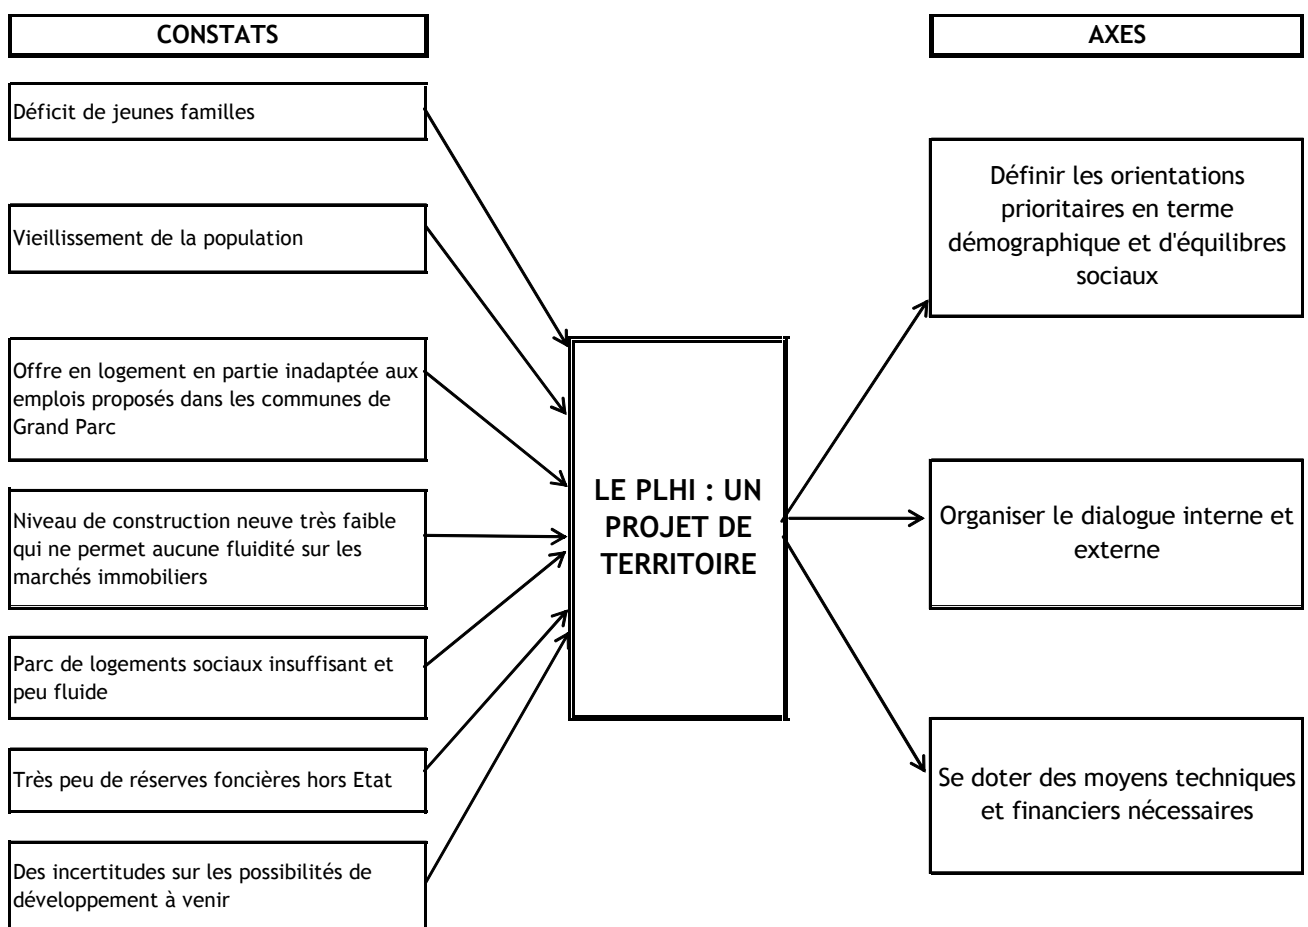 CONSTATS
Déficit de jeunes familles
Vieillissement de la population
Offre en logement en partie inadaptée aux
emplois proposés dans les communes de
Grand Parc
Niveau de construction neuve très faible
qui ne permet aucune fluidité sur les
marchés immobiliers
Parc de logements sociaux insuffisant et
peu fluide
Très peu de réserves foncières hors Etat
Des incertitudes sur les possibilités de
développement à venir
LE PLHI : UN
PROJET DE
TERRITOIRE
AXES
Définir les orientations
prioritaires en terme
démographique et d'équilibres
sociaux
Organiser le dialogue interne et
externe
Se doter des moyens techniques
et financiers nécessaires